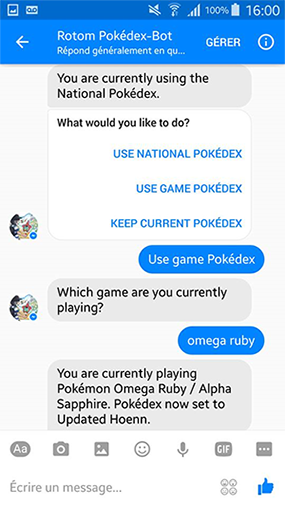 100% 16:00
Rotom Pokédex-Bot
Répond généralement en qu...
GÉRER
You are currently using the
National Pokédex.
What would you like to do?
USE NATIONAL POKÉDEX
USE GAME POKÉDEX
KEEP CURRENT POKÉDEX
Use game Pokédex
Which game are you currently
playing?
omega ruby
You are currently playing
Pokémon Omega Ruby / Alpha
Sapphire. Pokédex now set to
Updated Hoenn.
Aa
GIF
Écrire un message...